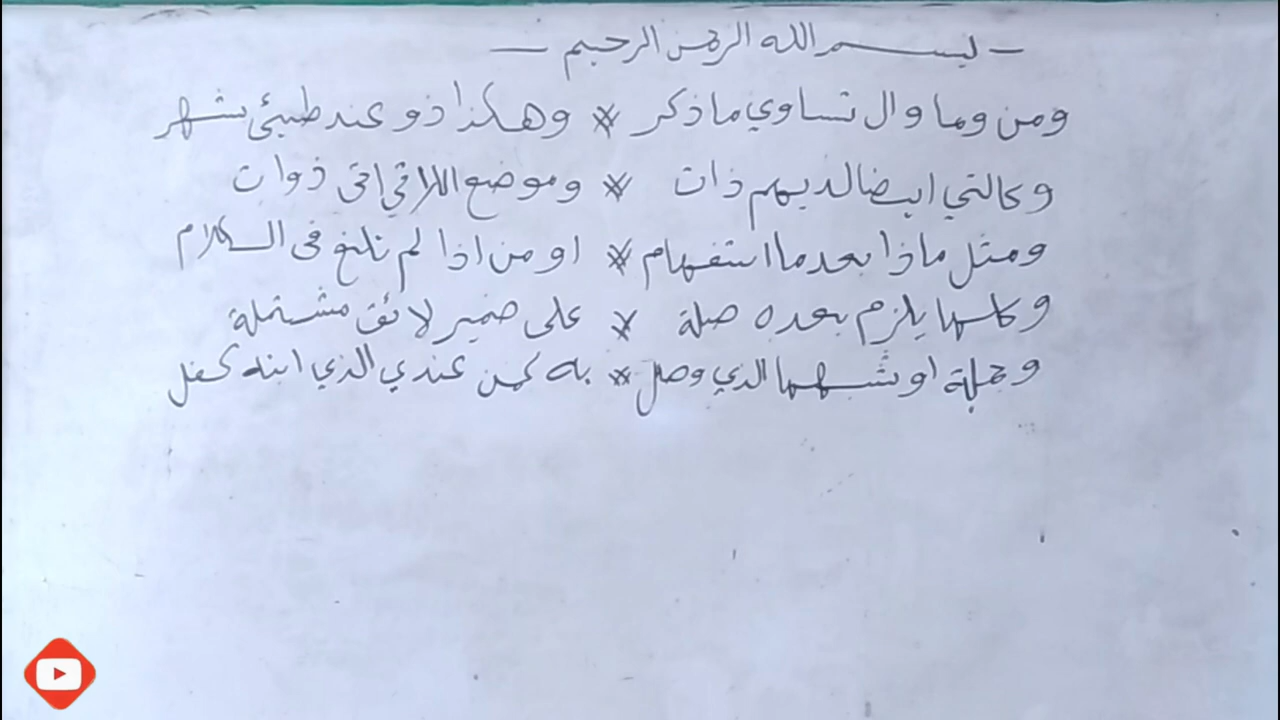 - بسم الله الرحمن الرحيم -
ومن وما وال تساوي ما ذكر * وهكذا ذو عند طيئ شهر
وكالتي ايضا لديهم ذات * وموضع اللاتي اتى ذوات
ومثل ماذا بعد ما استفهام * او من اذا لم تلغ في الكلام
وكلها يلزم بعده صلة * على ضمير لائق مشتملة
وجملة او شبهها الذي وصل * به كمن عندي الذي ابنه كفل